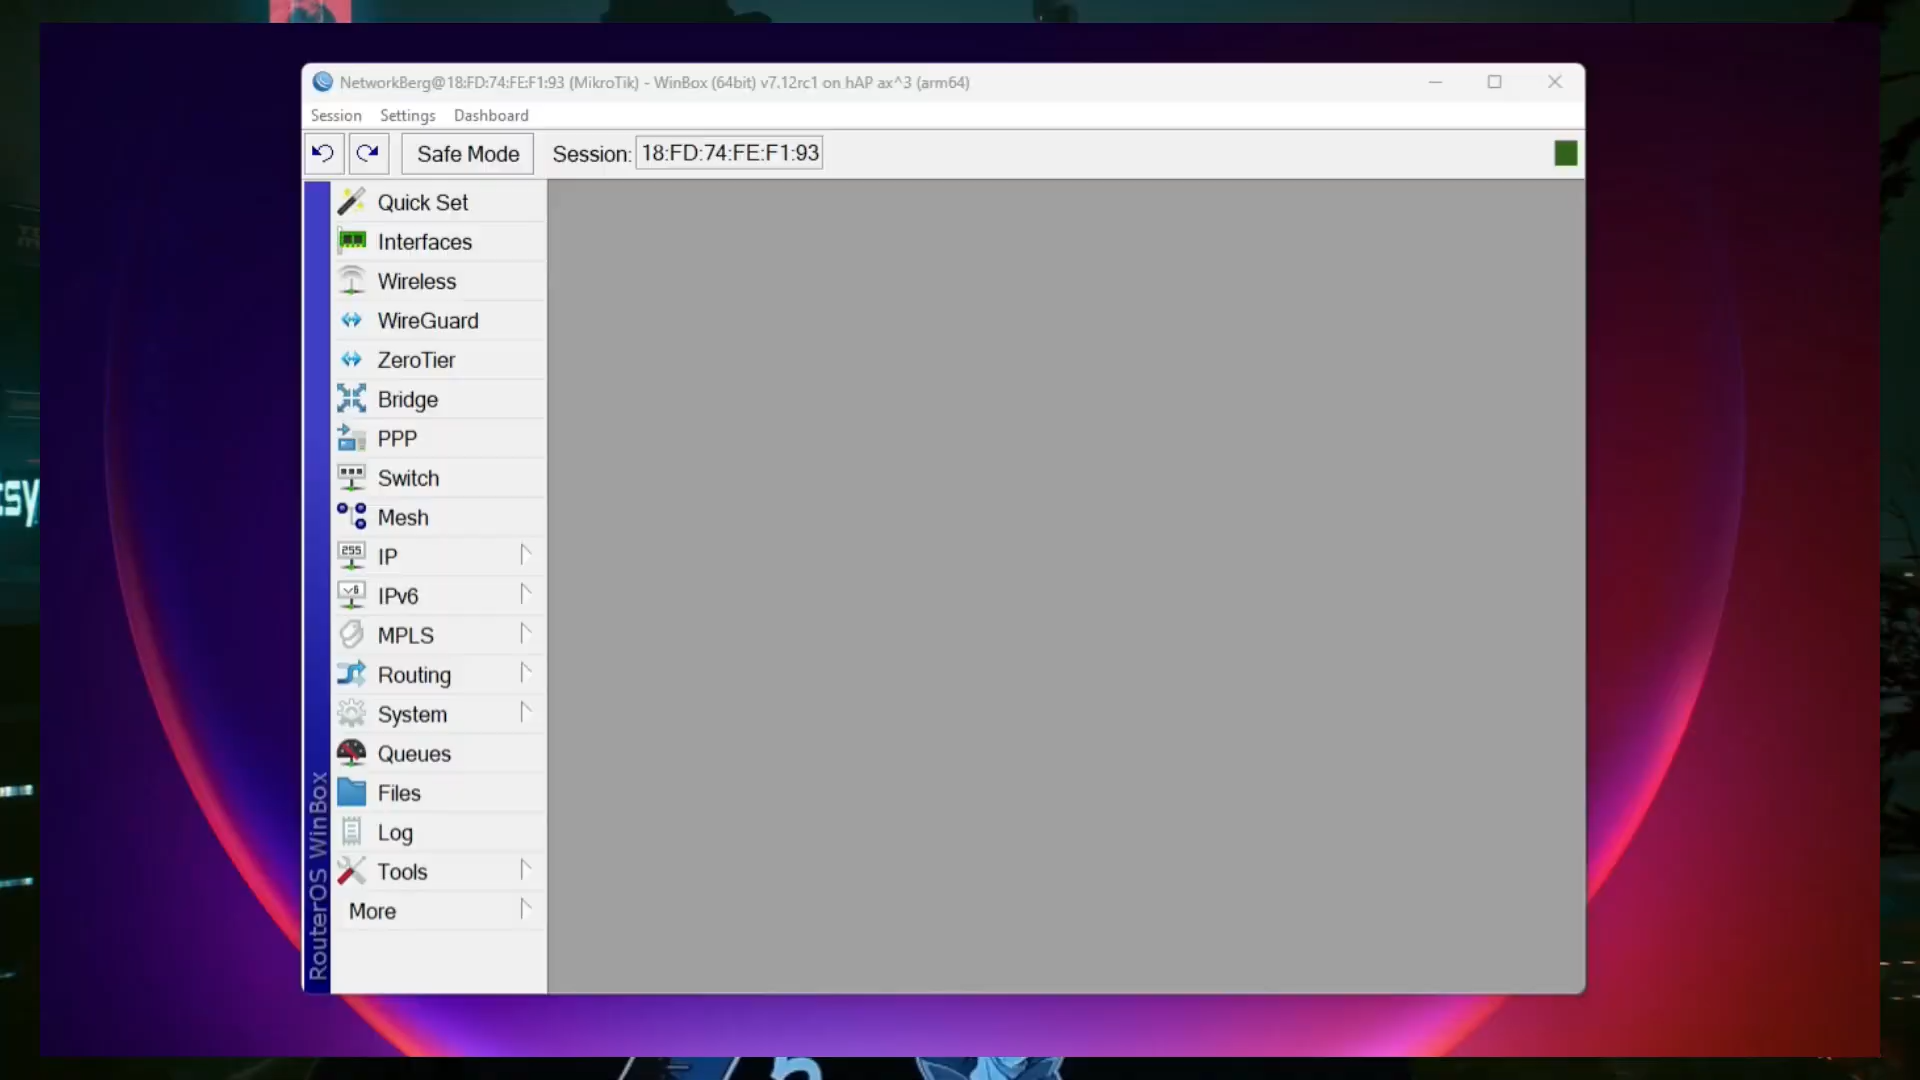 NetworkBerg@18:FD:74:FE:F1:93 (MikroTik) - WinBox (64bit) v7.12rc1 on hAP ax^3 (arm64)
Session Settings Dashboard
Safe Mode Session: 18:FD:74:FE:F1:93
Quick Set
Interfaces
Wireless
WireGuard
ZeroTier
Bridge
PPP
Switch
Mesh
255 IP
v6 IPv6
MPLS
Routing
System
Queues
Files
Log
Tools
More
RouterOS WinBox